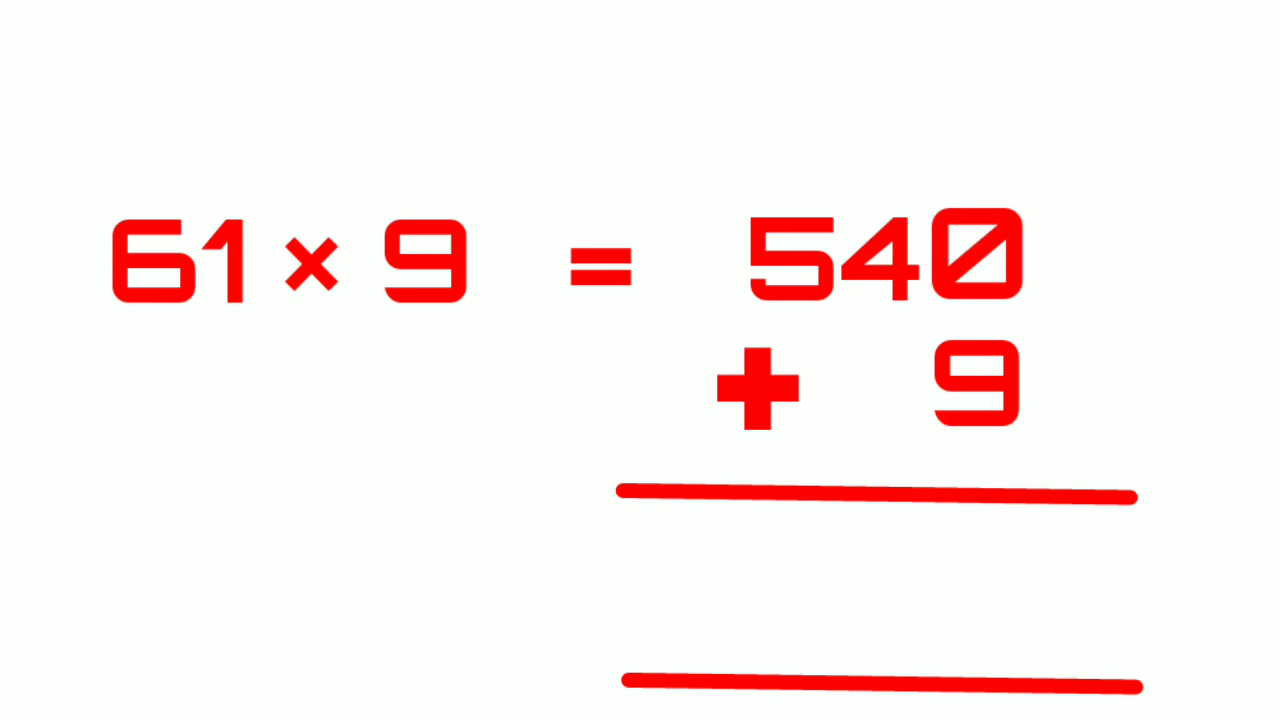 61 × 9 = 540
+ 9